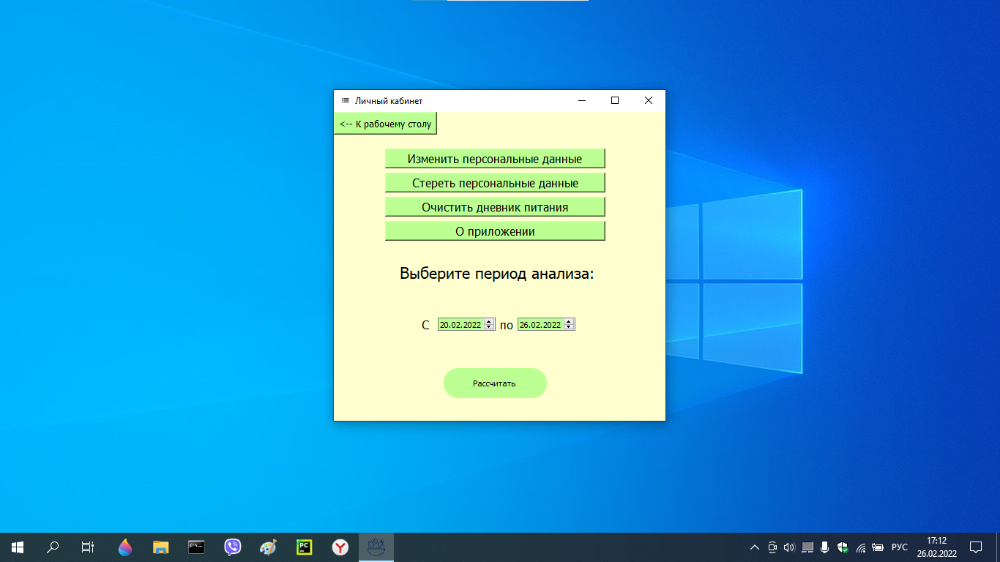 Личный кабинет
<-- К рабочему столу
Изменить персональные данные
Стереть персональные данные
Очистить дневник питания
О приложении
Выберите период анализа:
С 20.02.2022 по 26.02.2022
Рассчитать
PC
РУС
17:12
26.02.2022